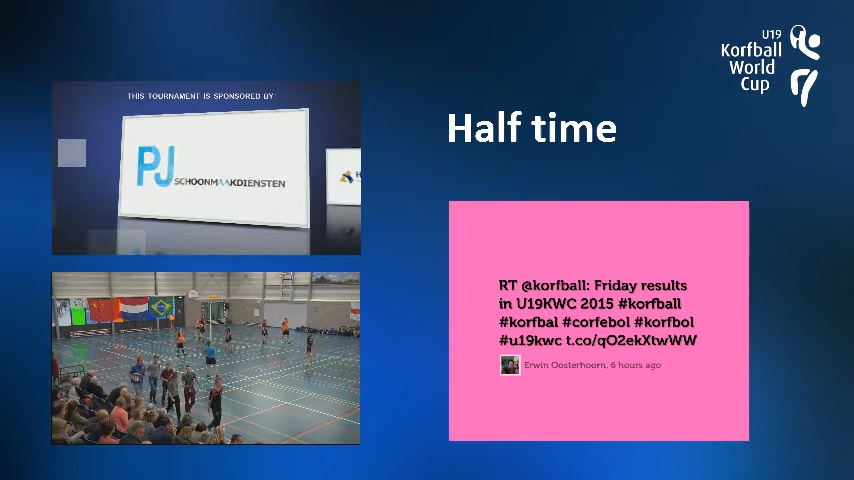 U19
Korfball
World
Cup
THIS TOURNAMENT IS SPONSORED BY:
PJ SCHOONMAAKDIENSTEN
H
Half time
RT @korfball: Friday results
in U19KWC 2015 #korfball
#korfbal #corfebol #korfbol
#u19kwc t.co/qO2ekXtwWW
Erwin Oosterhoorn, 6 hours ago